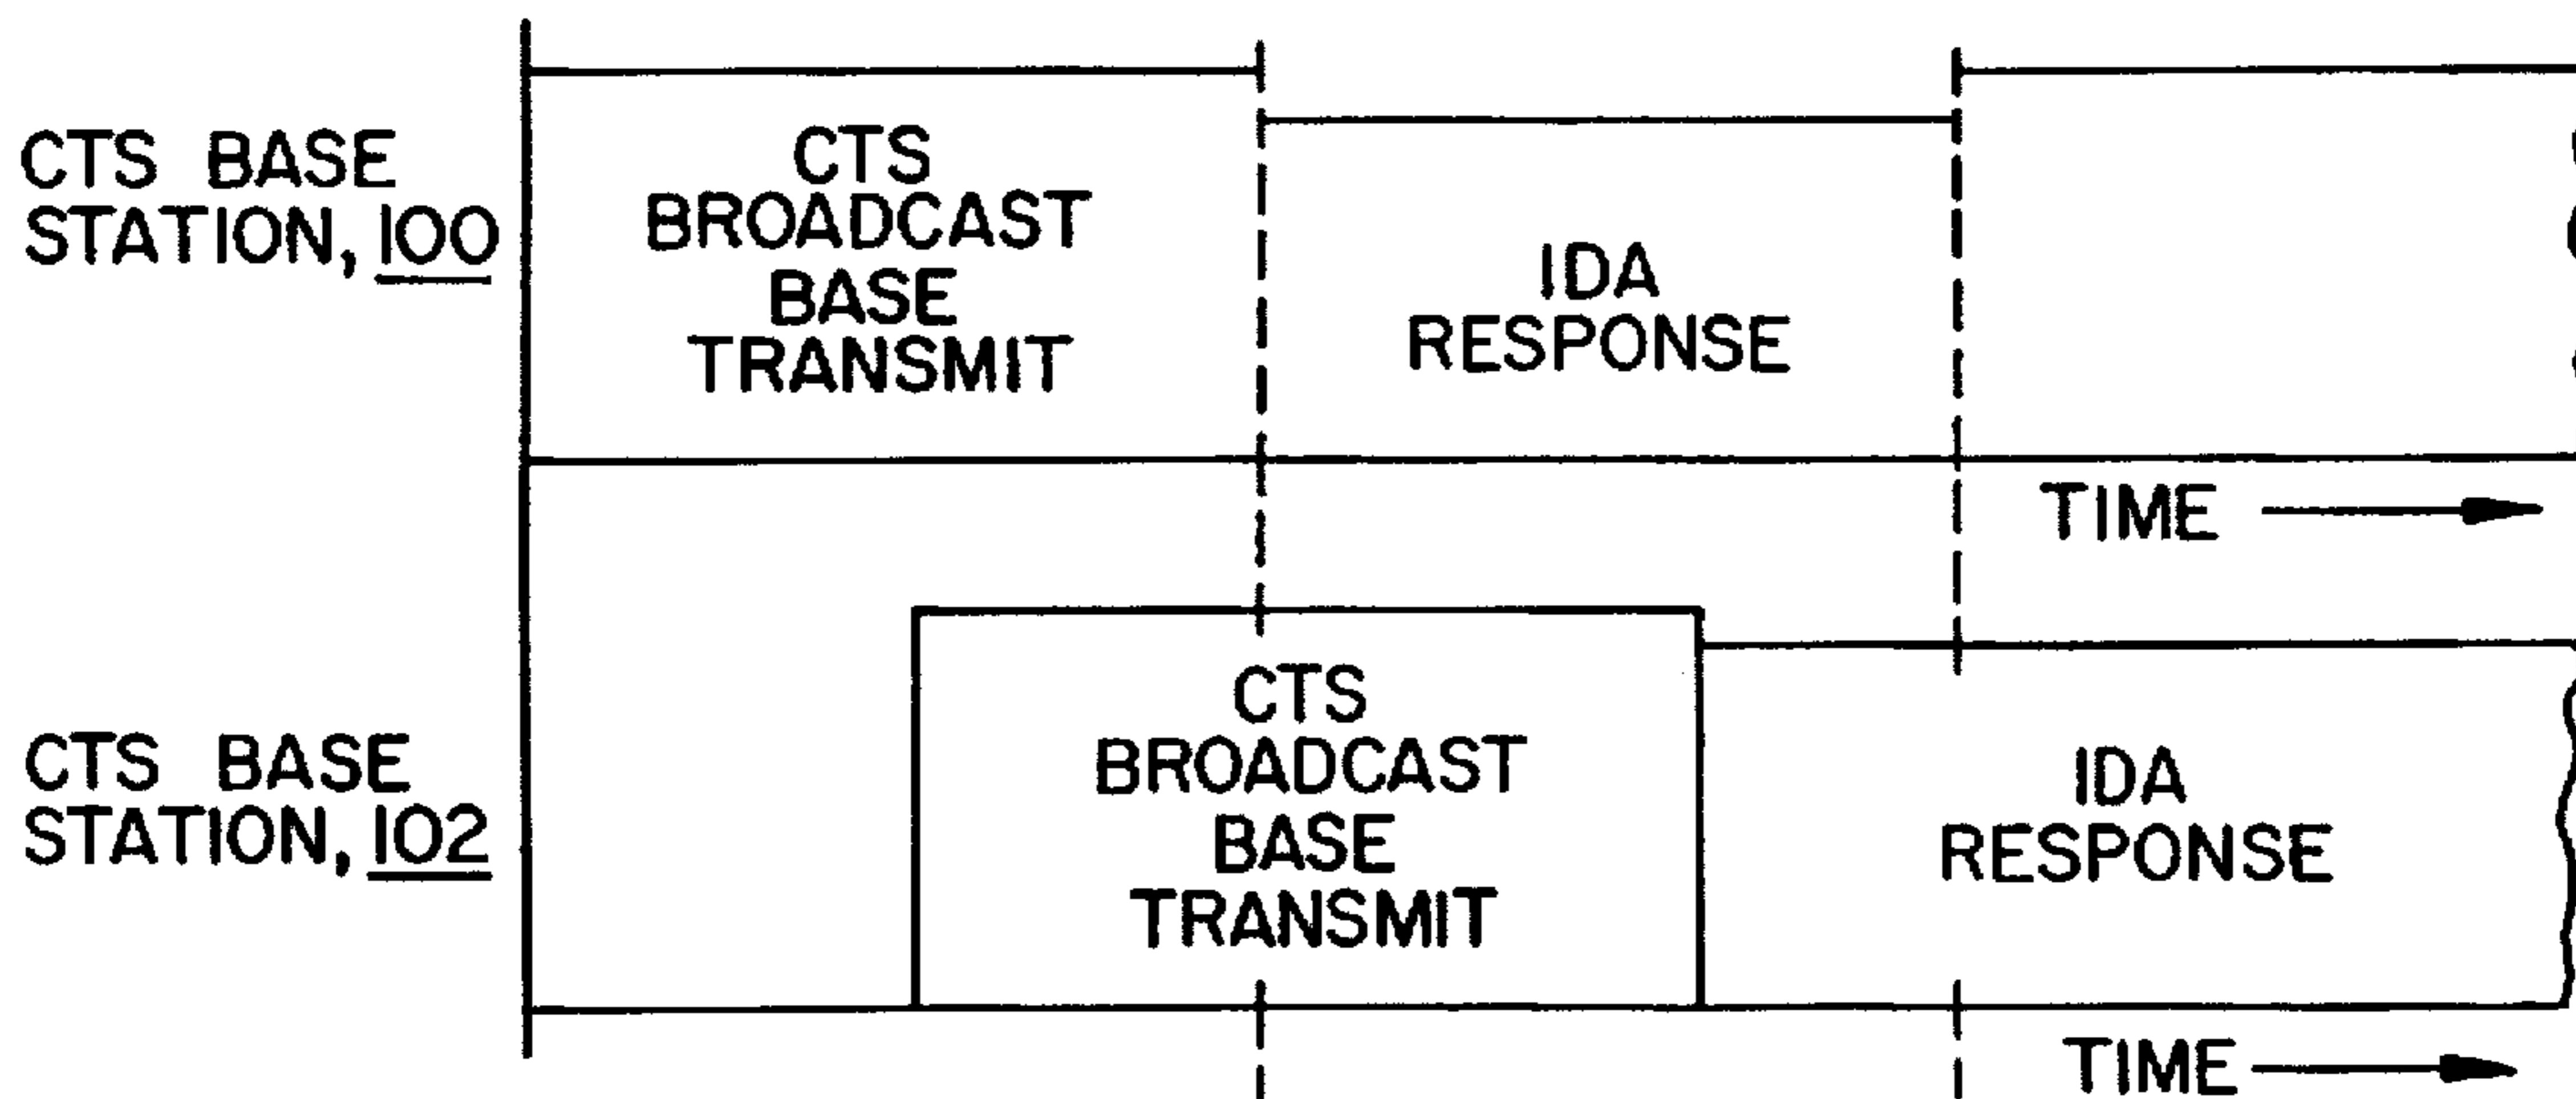 CTS BASE
STATION, 100
CTS
BROADCAST
BASE
TRANSMIT
IDA
RESPONSE
TIME
CTS BASE
STATION, 102
CTS
BROADCAST
BASE
TRANSMIT
IDA
RESPONSE
TIME